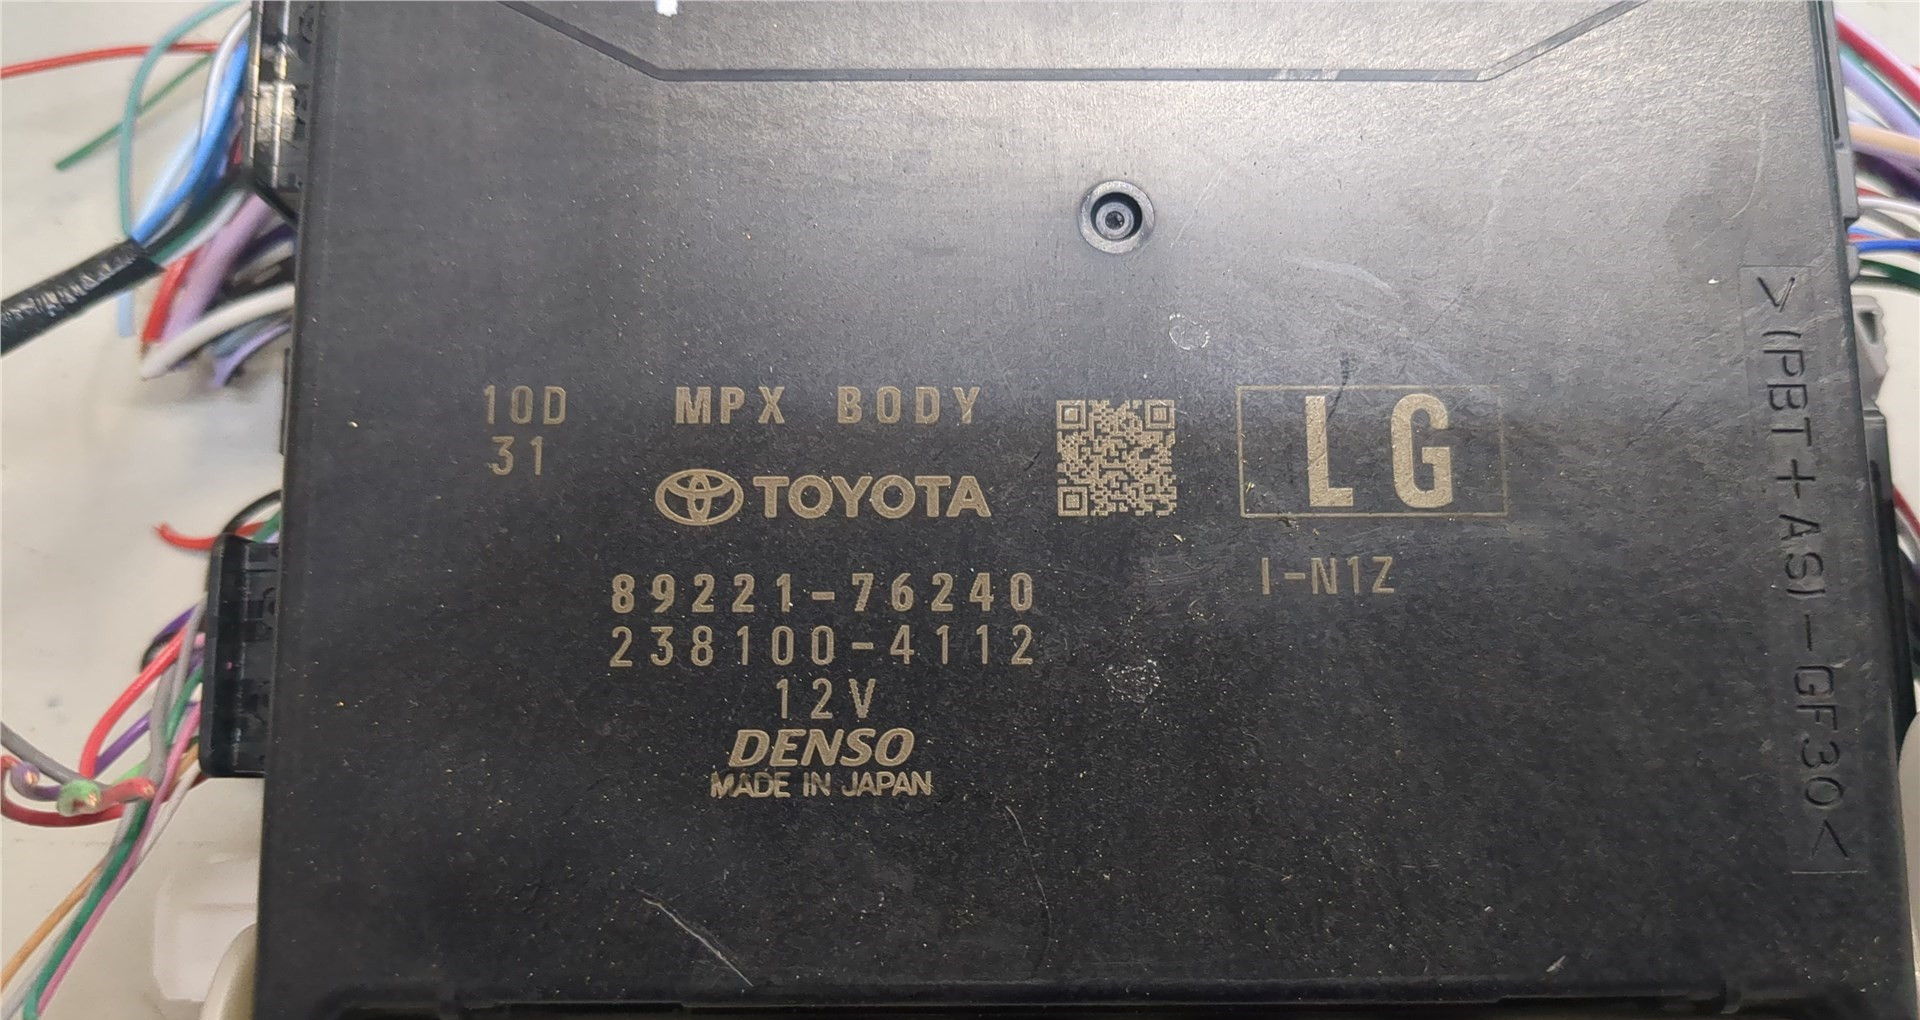 10D
31
MPX BODY
TOYOTA
89221-76240
238100-4112
12V
DENSO
MADE IN JAPAN
LG
I-N1Z
>(PBT+ASI)-GF30<